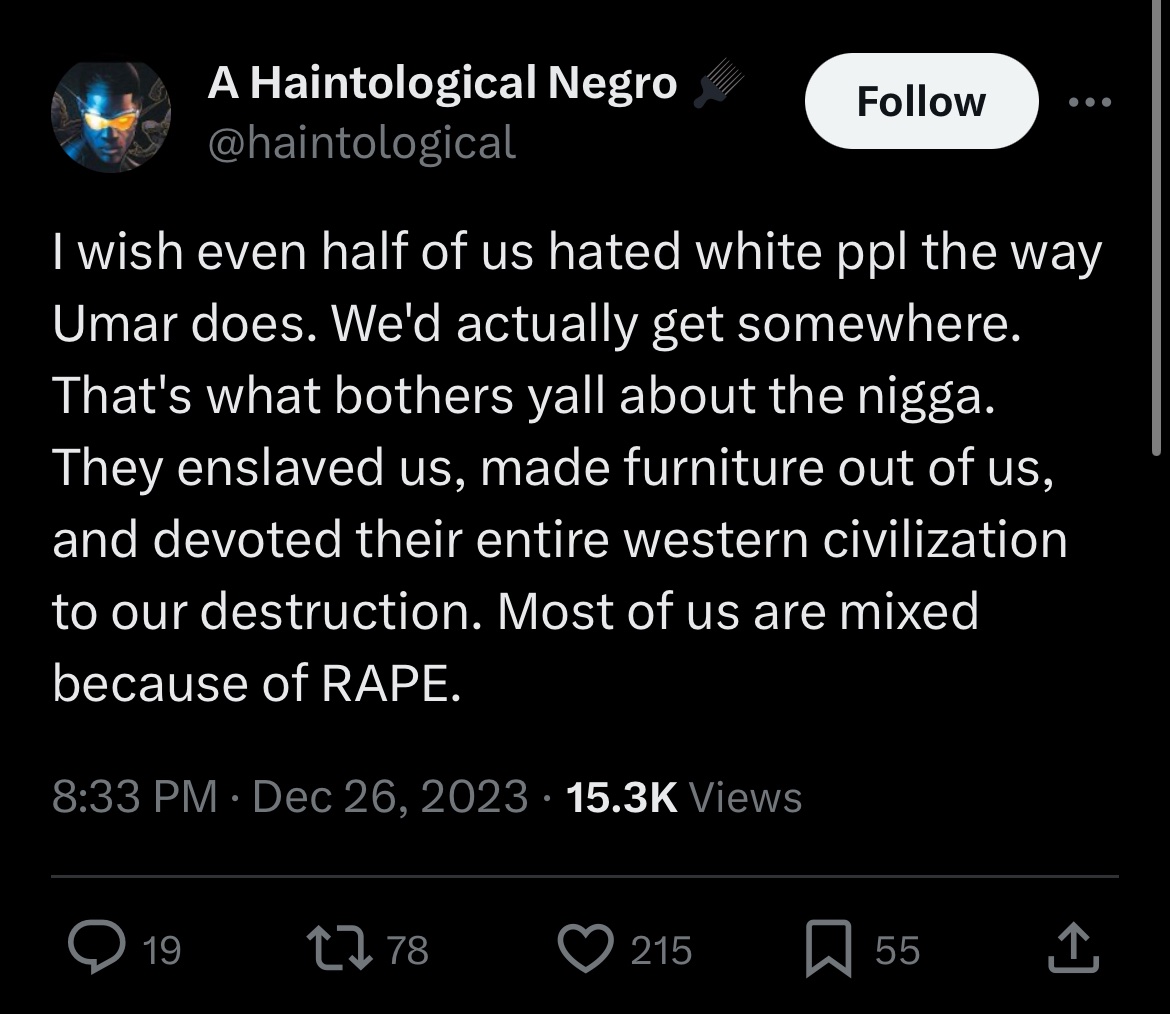 A Haintological Negro
Follow
@haintological
I wish even half of us hated white ppl the way
Umar does. We'd actually get somewhere.
That's what bothers yall about the nigga.
They enslaved us, made furniture out of us,
and devoted their entire western civilization
to our destruction. Most of us are mixed
because of RAPE.
8:33 PM · Dec 26, 2023 · 15.3K Views
19 78 215 55